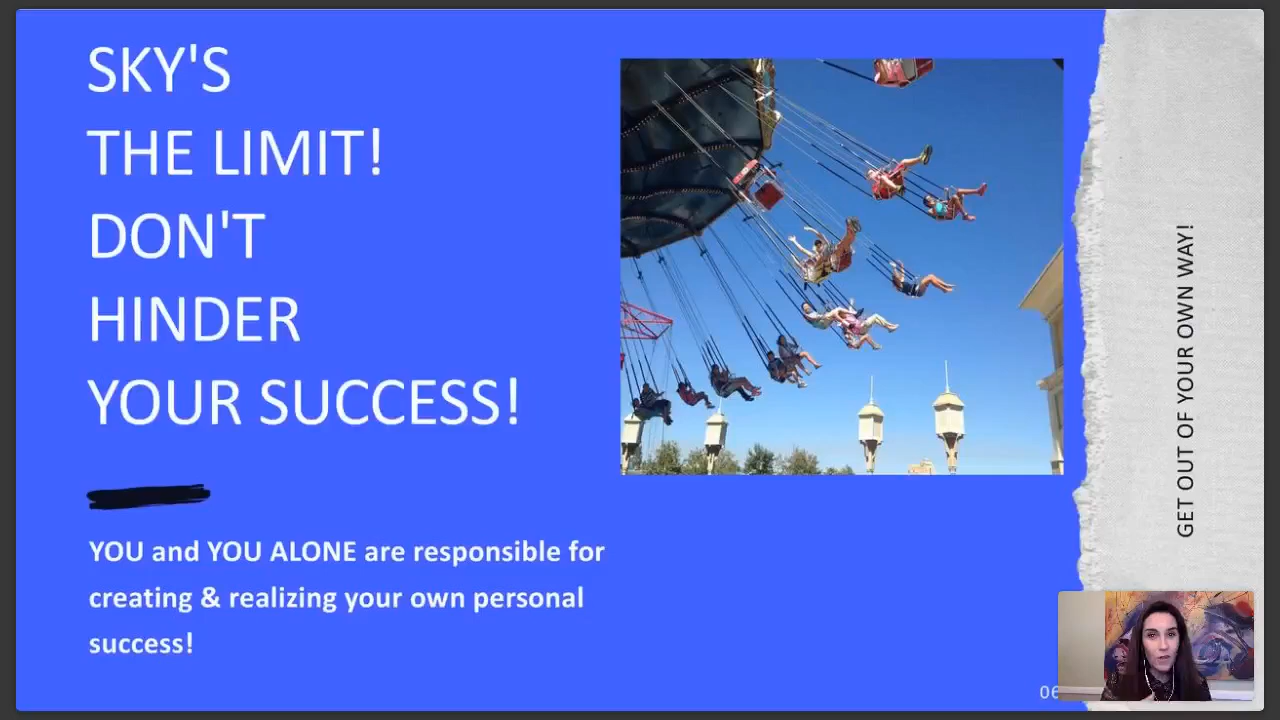 SKY'S
THE LIMIT!
DON'T
HINDER
YOUR SUCCESS!
YOU and YOU ALONE are responsible for
creating & realizing your own personal
success!
GET OUT OF YOUR OWN WAY!
06